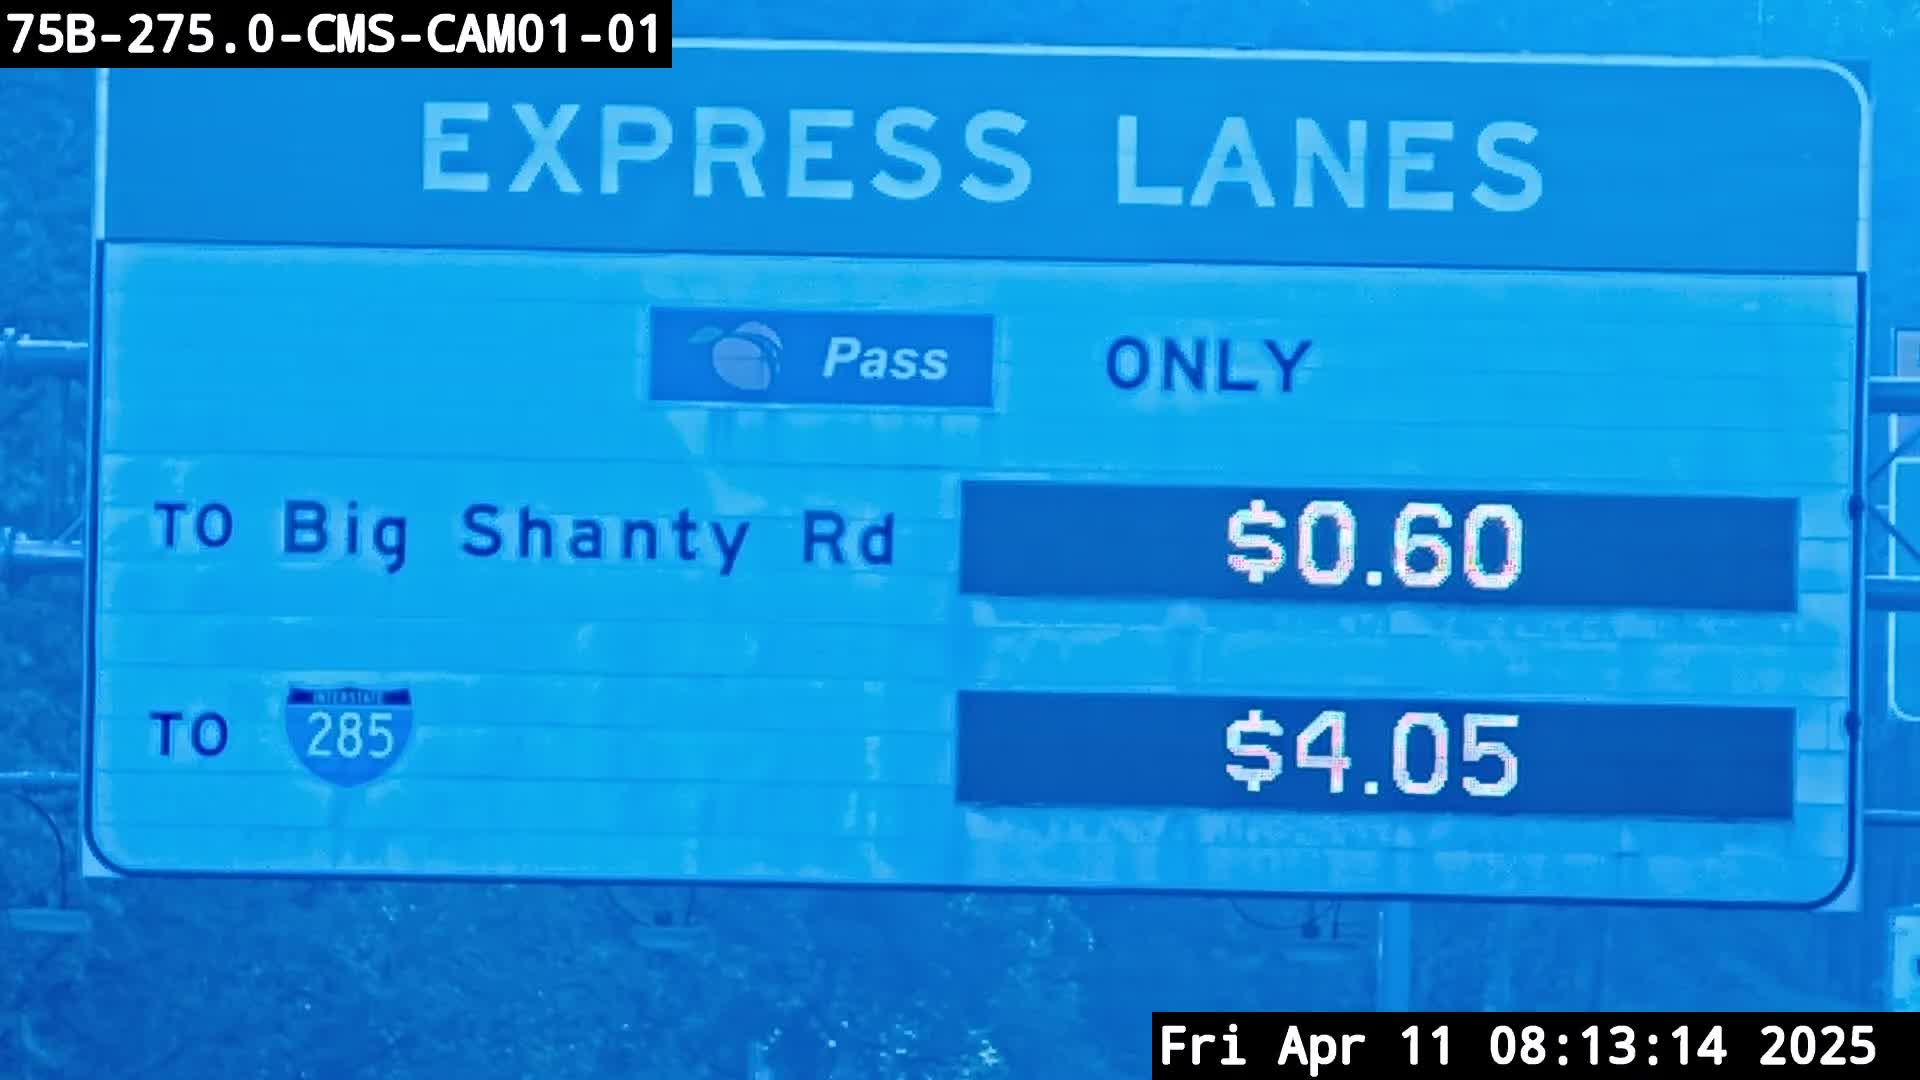 75B-275.0-CMS-CAM01-01
EXPRESS LANES
Pass ONLY
TO Big Shanty Rd $0.60
INTERSTATE
TO 285 $4.05
Fri Apr 11 08:13:14 2025